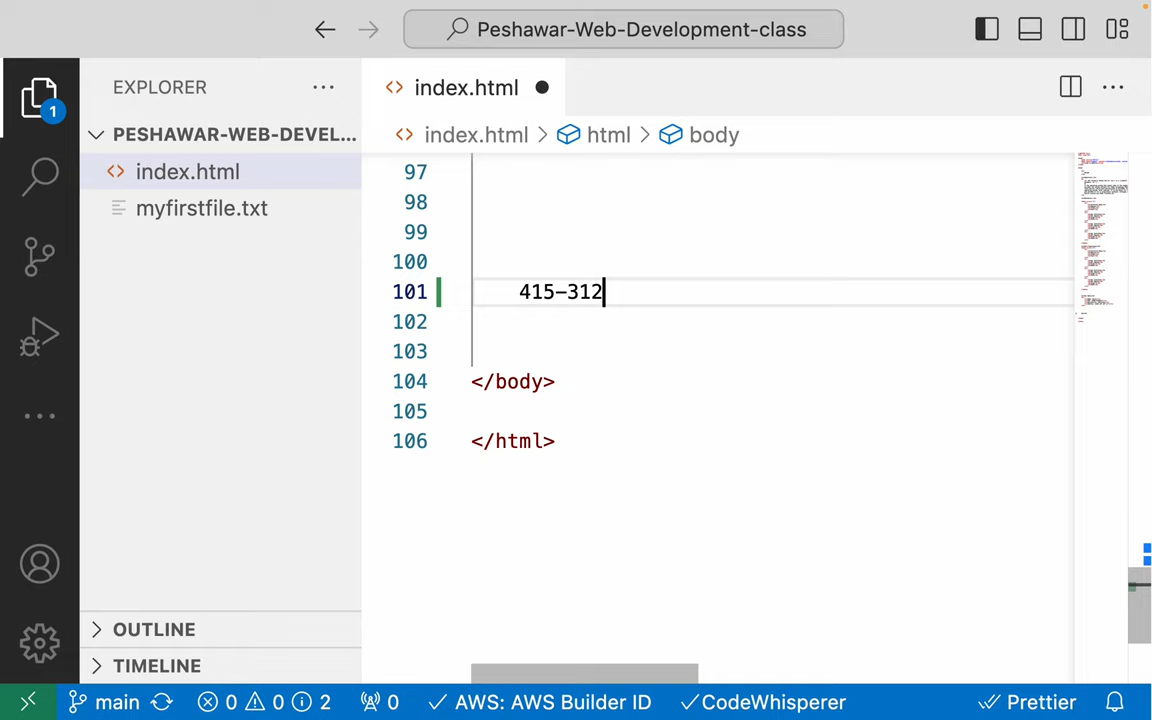 Peshawar-Web-Development-class
EXPLORER
1
PESHAWAR-WEB-DEVEL...
index.html
myfirstfile.txt
OUTLINE
TIMELINE
index.html
index.html > html > body
97
98
99
100
101 415-312
102
103
104 </body>
105
106 </html>
main 0 0 2 0 AWS: AWS Builder ID CodeWhisperer Prettier